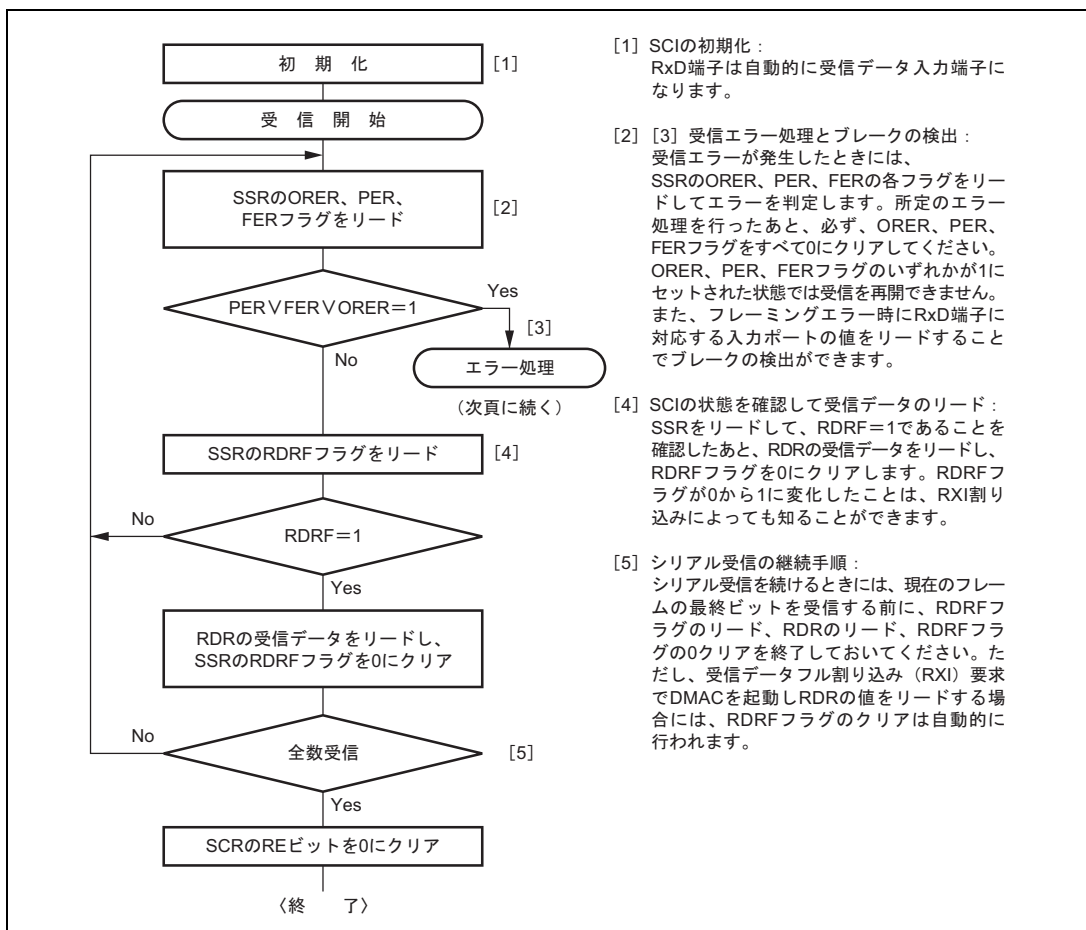 初 期 化 [1]
受 信 開 始
SSRのORER、PER、
FERフラグをリード
[2]
PER∨FER∨ORER=1
Yes
[3]
No
エラー処理
(次頁に続く)
SSRのRDRFフラグをリード [4]
No
RDRF=1
Yes
RDRの受信データをリードし、
SSRのRDRFフラグを0にクリア
No
全数受信 [5]
Yes
SCRのREビットを0にクリア
〈終 了〉
[1] SCIの初期化:
RxD端子は自動的に受信データ入力端子に
なります。
[2] [3] 受信エラー処理とブレークの検出:
受信エラーが発生したときには、
SSRのORER、PER、FERの各フラグをリー
ドしてエラーを判定します。所定のエラー
処理を行ったあと、必ず、ORER、PER、
FERフラグをすべて0にクリアしてください。
ORER、PER、FERフラグのいずれかが1に
セットされた状態では受信を再開できません。
また、フレーミングエラー時にRxD端子に
対応する入力ポートの値をリードすること
でブレークの検出ができます。
[4] SCIの状態を確認して受信データのリード:
SSRをリードして、RDRF=1であることを
確認したあと、RDRの受信データをリードし、
RDRFフラグを0にクリアします。RDRFフ
ラグが0から1に変化したことは、RXI割り
込みによっても知ることができます。
[5] シリアル受信の継続手順:
シリアル受信を続けるときには、現在のフレー
ムの最終ビットを受信する前に、RDRFフ
ラグのリード、RDRのリード、RDRFフラ
グの0クリアを終了しておいてください。た
だし、受信データフル割り込み(RXI)要求
でDMACを起動しRDRの値をリードする場
合には、RDRFフラグのクリアは自動的に
行われます。